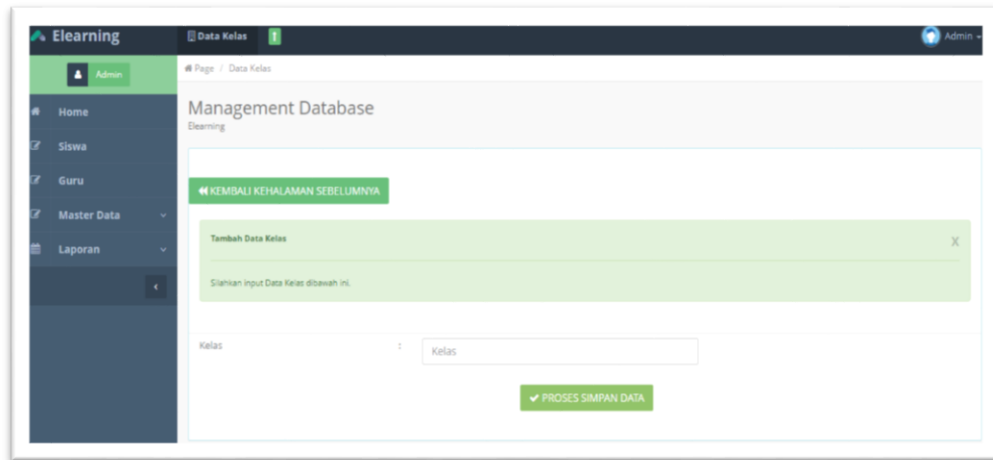 Elearning
Data Kelas
Admin
Admin
Page / Data Kelas
Home
Siswa
Guru
Master Data
Laporan
Management Database
Elearning
KEMBALI KEHALAMAN SEBELUMNYA
Tambah Data Kelas
X
Silahkan input Data Kelas dibawah ini.
Kelas : Kelas
PROSES SIMPAN DATA